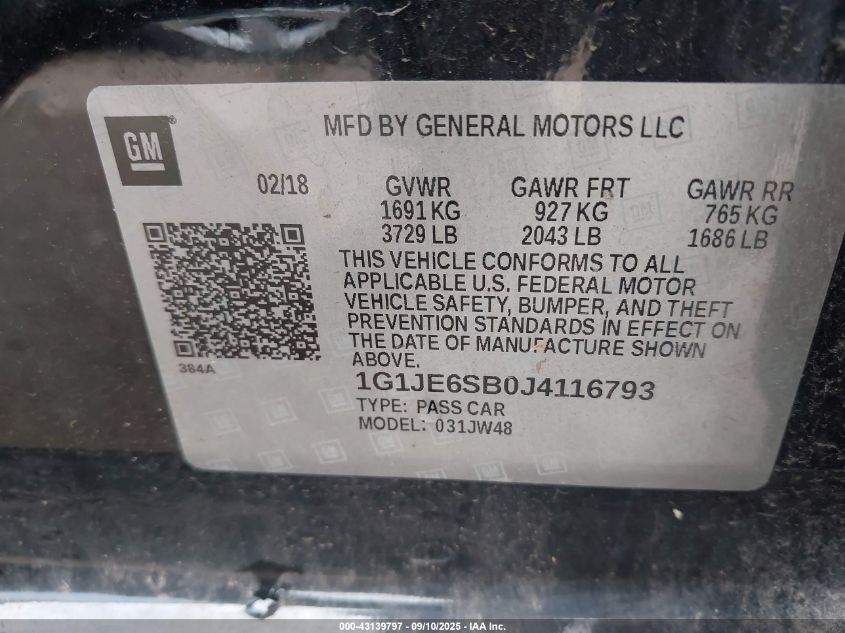 GM
®
MFD BY GENERAL MOTORS LLC
02/18
GVWR
1691 KG
3729 LB
GAWR FRT
927 KG
2043 LB
GAWR RR
765 KG
1686 LB
THIS VEHICLE CONFORMS TO ALL
APPLICABLE U.S. FEDERAL MOTOR
VEHICLE SAFETY, BUMPER, AND THEFT
PREVENTION STANDARDS IN EFFECT ON
THE DATE OF MANUFACTURE SHOWN
ABOVE.
384A
1G1JE6SB0J4116793
TYPE: PASS CAR
MODEL: 031JW48
000-43139797 - 09/10/2025 - IAA Inc.